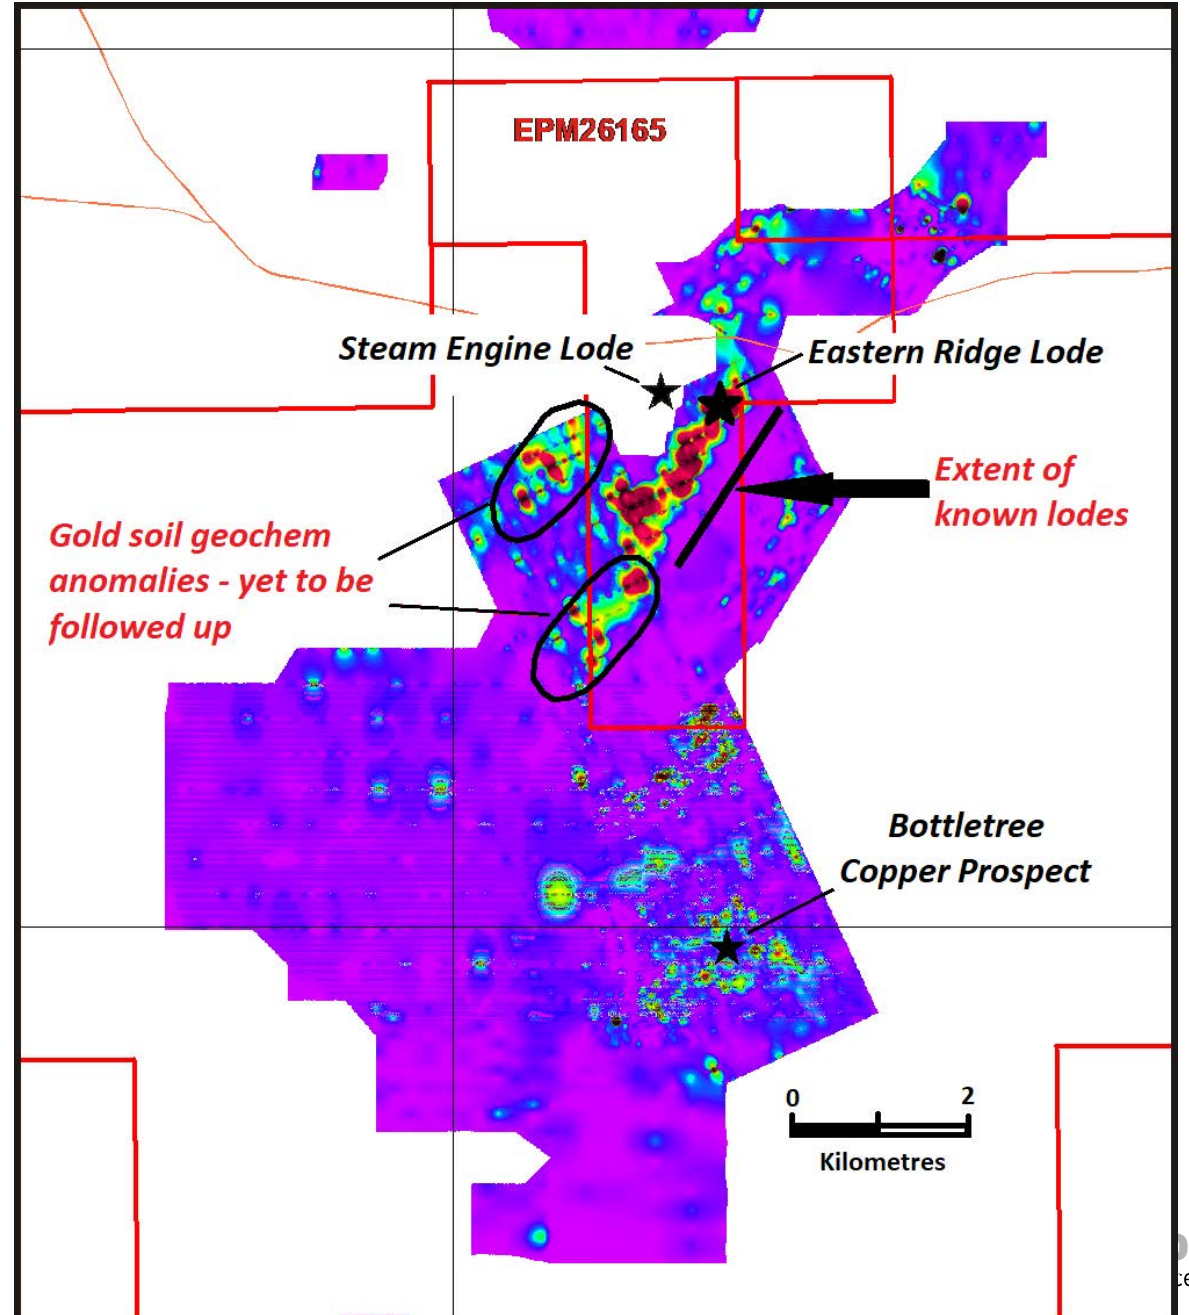 EPM26165
Steam Engine Lode
Eastern Ridge Lode
Extent of
known lodes
Gold soil geochem
anomalies - yet to be
followed up
Bottletree
Copper Prospect
0 2
Kilometres